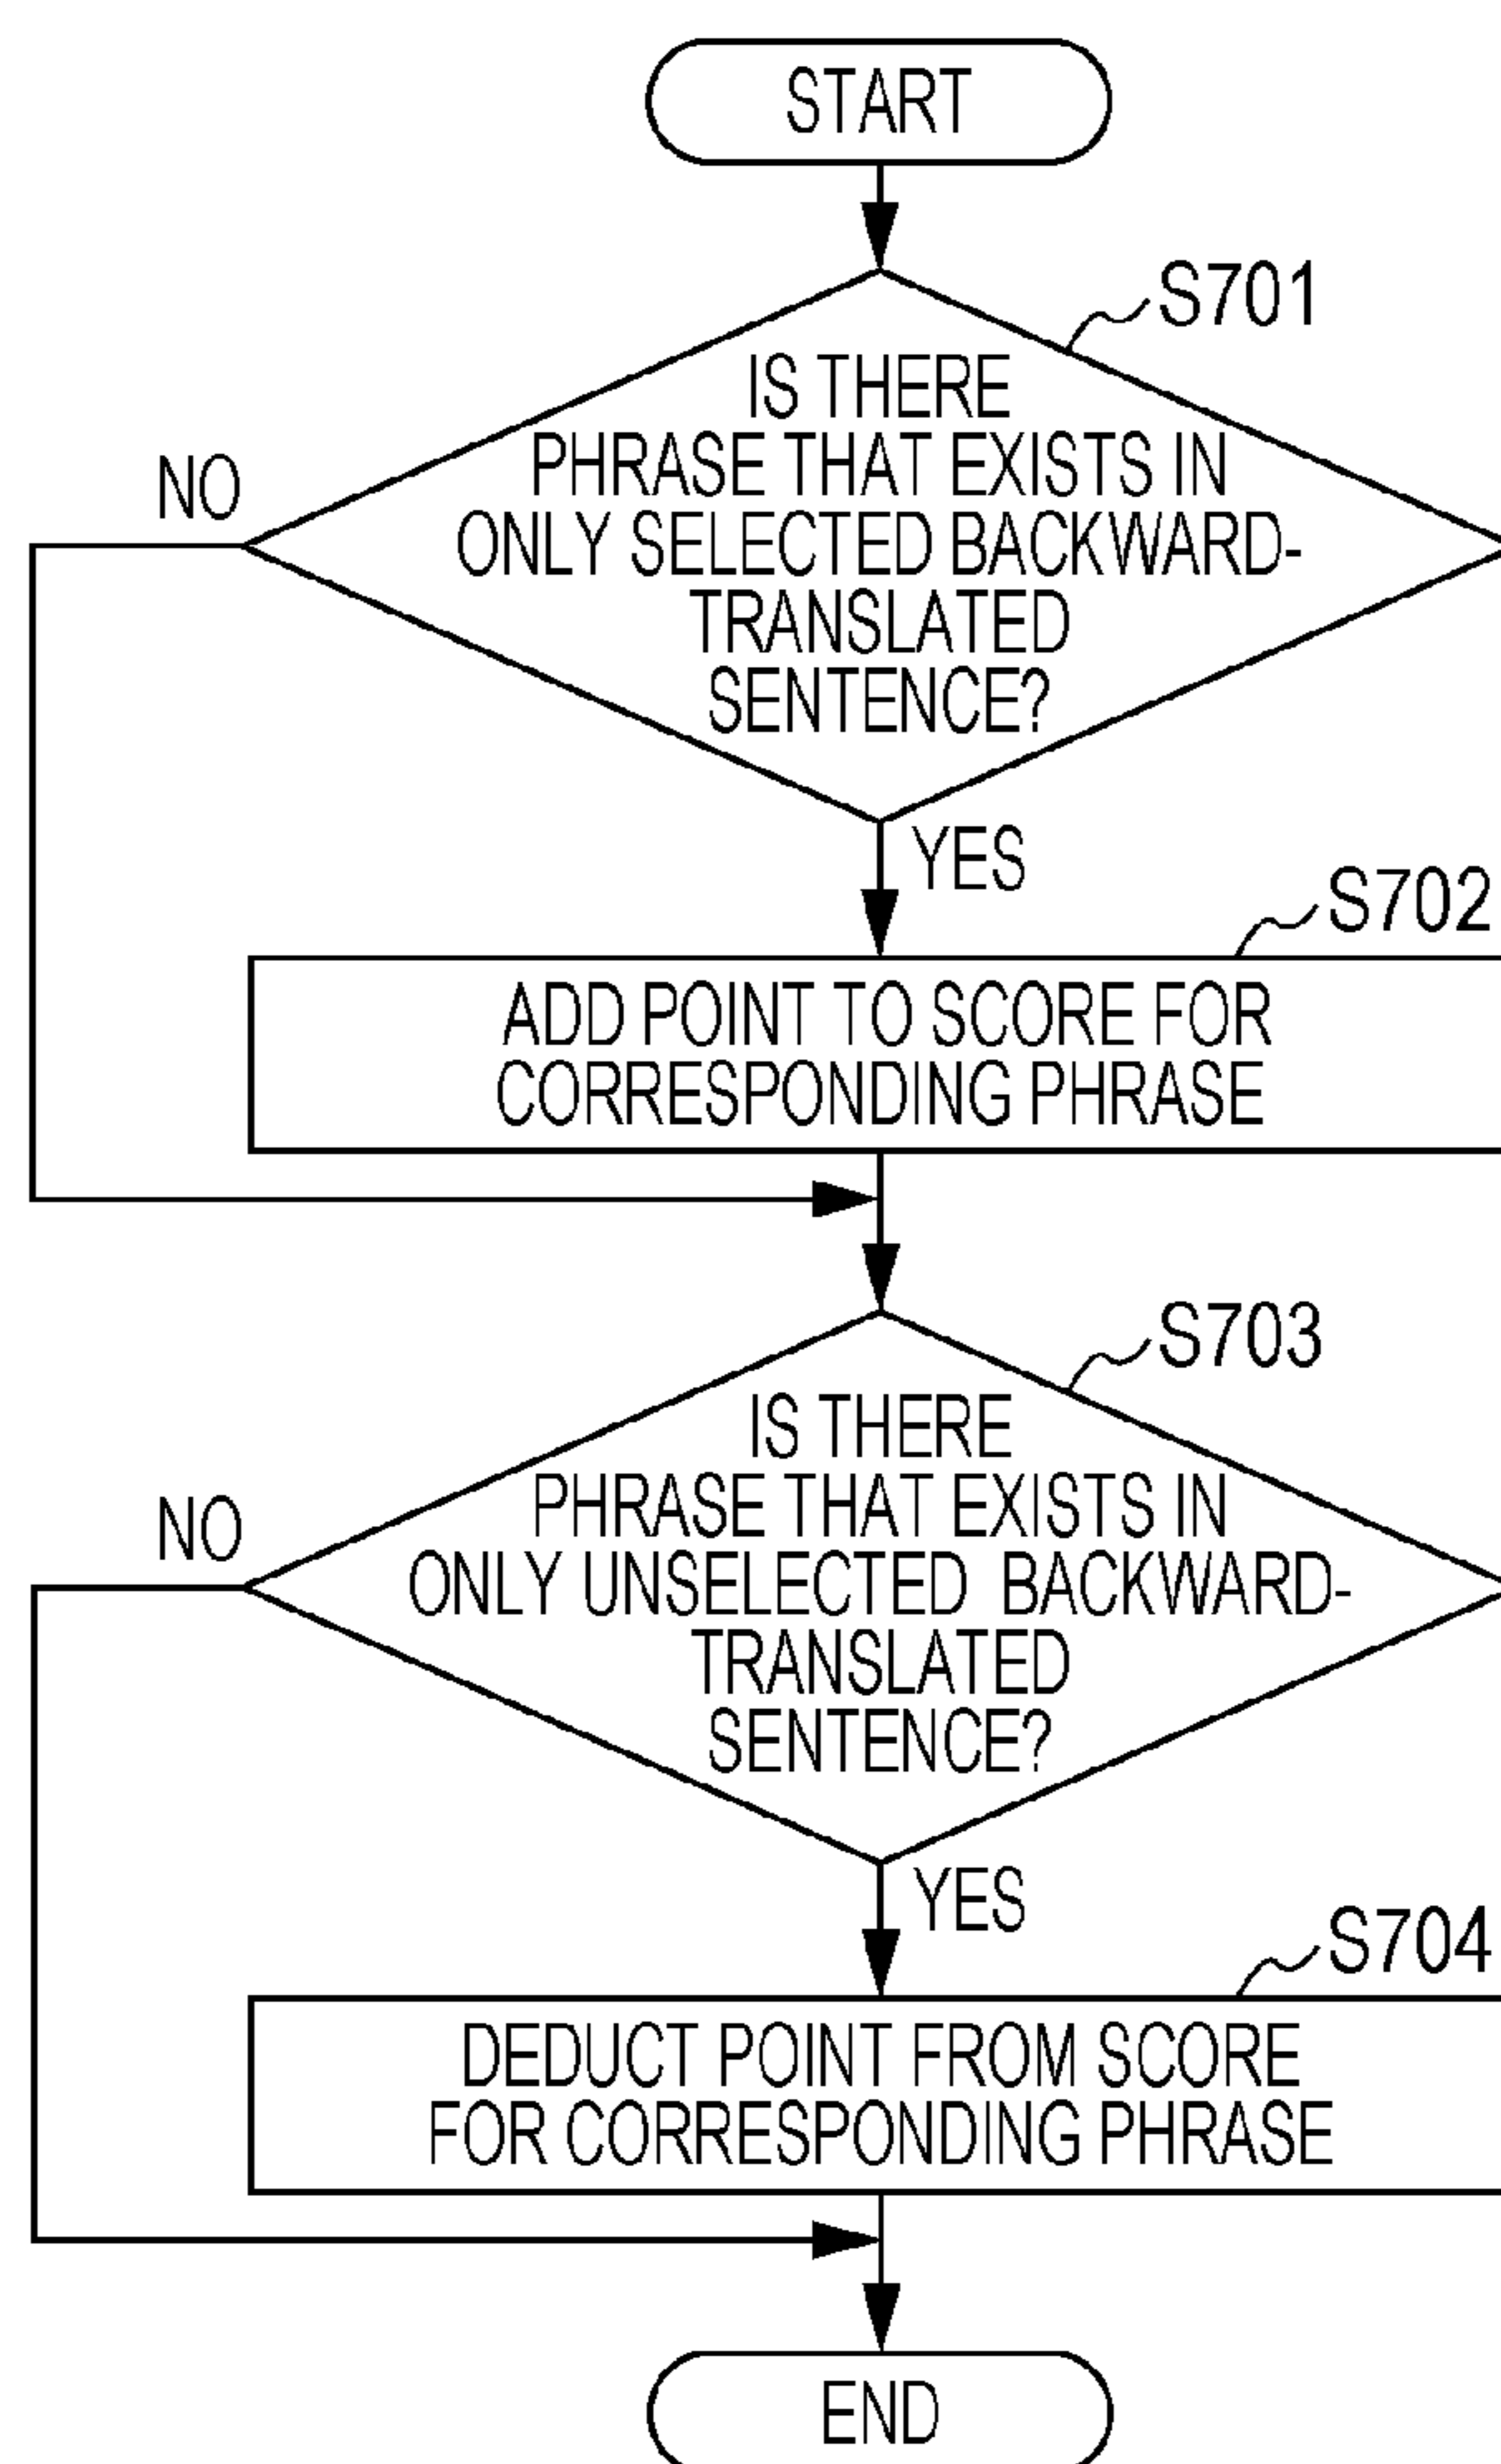 START
S701
IS THERE
PHRASE THAT EXISTS IN
ONLY SELECTED BACKWARD-
TRANSLATED
SENTENCE?
NO
YES
S702
ADD POINT TO SCORE FOR
CORRESPONDING PHRASE
S703
IS THERE
PHRASE THAT EXISTS IN
ONLY UNSELECTED BACKWARD-
TRANSLATED
SENTENCE?
NO
YES
S704
DEDUCT POINT FROM SCORE
FOR CORRESPONDING PHRASE
END